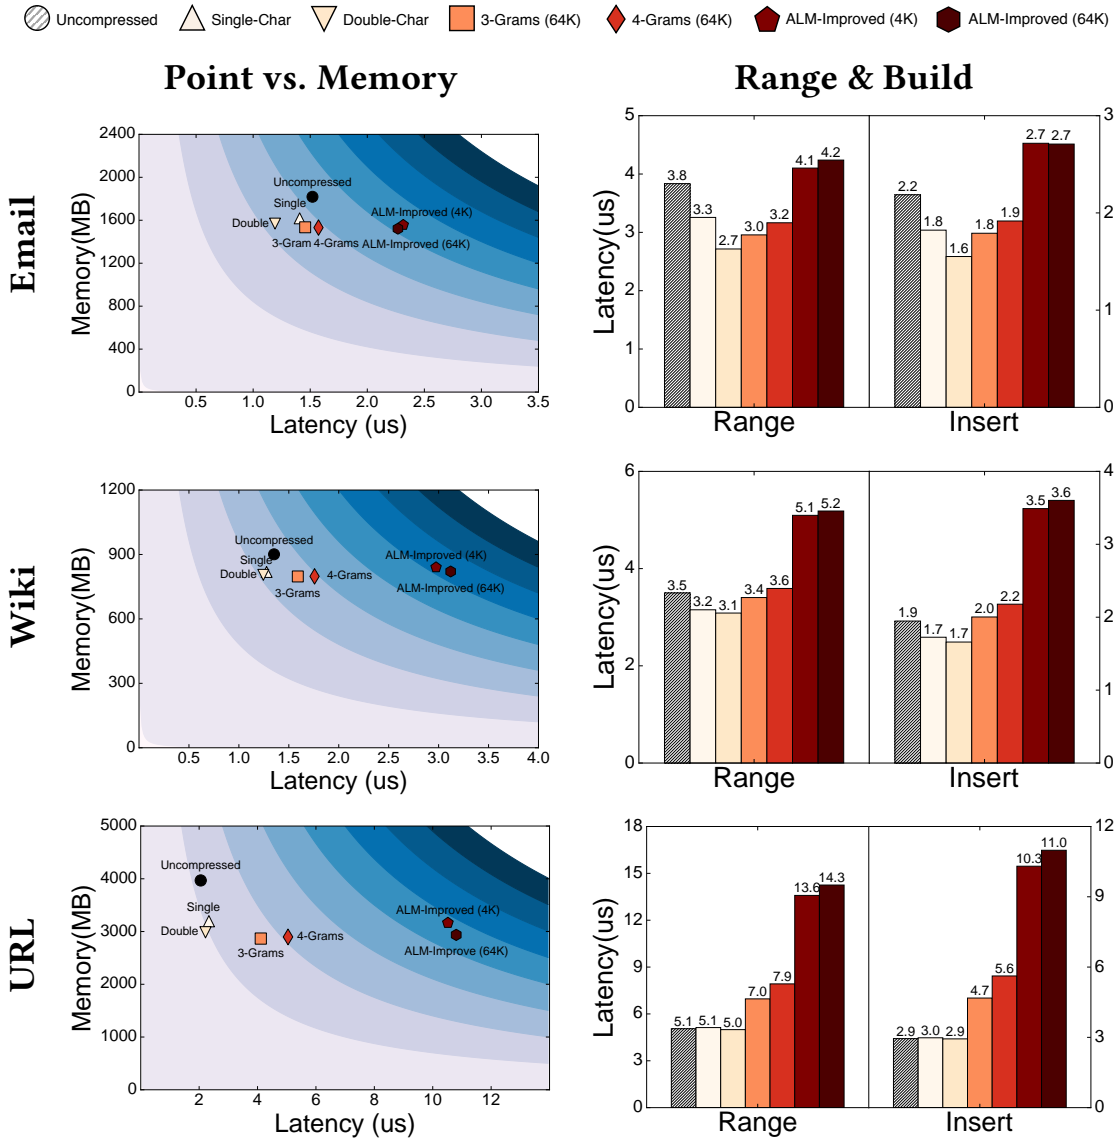 Uncompressed Single-Char Double-Char 3-Grams (64K) 4-Grams (64K) ALM-Improved (4K) ALM-Improved (64K)
Point vs. Memory
Range & Build
Email
2400
2000
1600
1200
800
400
0
Memory(MB)
Uncompressed
Single
Double
3-Gram
4-Grams
ALM-Improved (4K)
ALM-Improved (64K)
0.5 1.0 1.5 2.0 2.5 3.0 3.5
Latency (us)
5
4
3
2
1
0
Latency(us)
3.8 3.3 2.7 3.0 3.2 4.1 4.2
Range
2.2 1.8 1.6 1.8 1.9 2.7 2.7
Insert
3
2
1
0
Wiki
1200
900
600
300
0
Memory(MB)
Uncompressed
Single
Double
3-Grams
4-Grams
ALM-Improved (4K)
ALM-Improved (64K)
0.5 1.0 1.5 2.0 2.5 3.0 3.5 4.0
Latency (us)
6
4
2
0
Latency(us)
3.5 3.2 3.1 3.4 3.6 5.1 5.2
Range
1.9 1.7 1.7 2.0 2.2 3.5 3.6
Insert
4
3
2
1
0
URL
5000
4000
3000
2000
1000
0
Memory(MB)
Uncompressed
Single
Double
3-Grams
4-Grams
ALM-Improved (4K)
ALM-Improve (64K)
2 4 6 8 10 12
Latency (us)
18
15
12
9
6
3
0
Latency(us)
5.1 5.1 5.0 7.0 7.9 13.6 14.3
Range
2.9 3.0 2.9 4.7 5.6 10.3 11.0
Insert
12
9
6
3
0